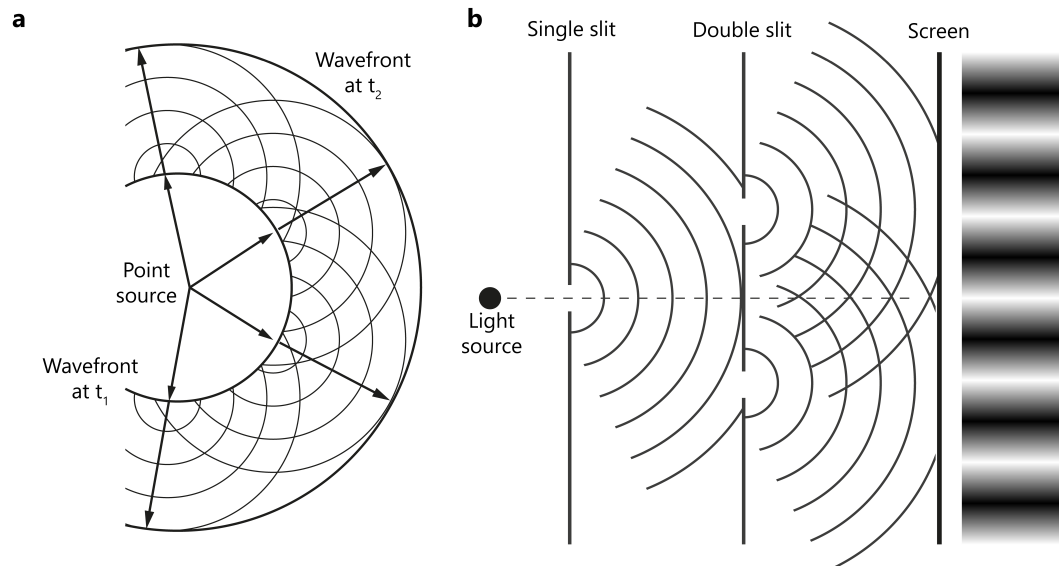 a
Wavefront
at t₂
Point
source
Wavefront
at t₁
b
Single slit
Double slit
Screen
Light
source